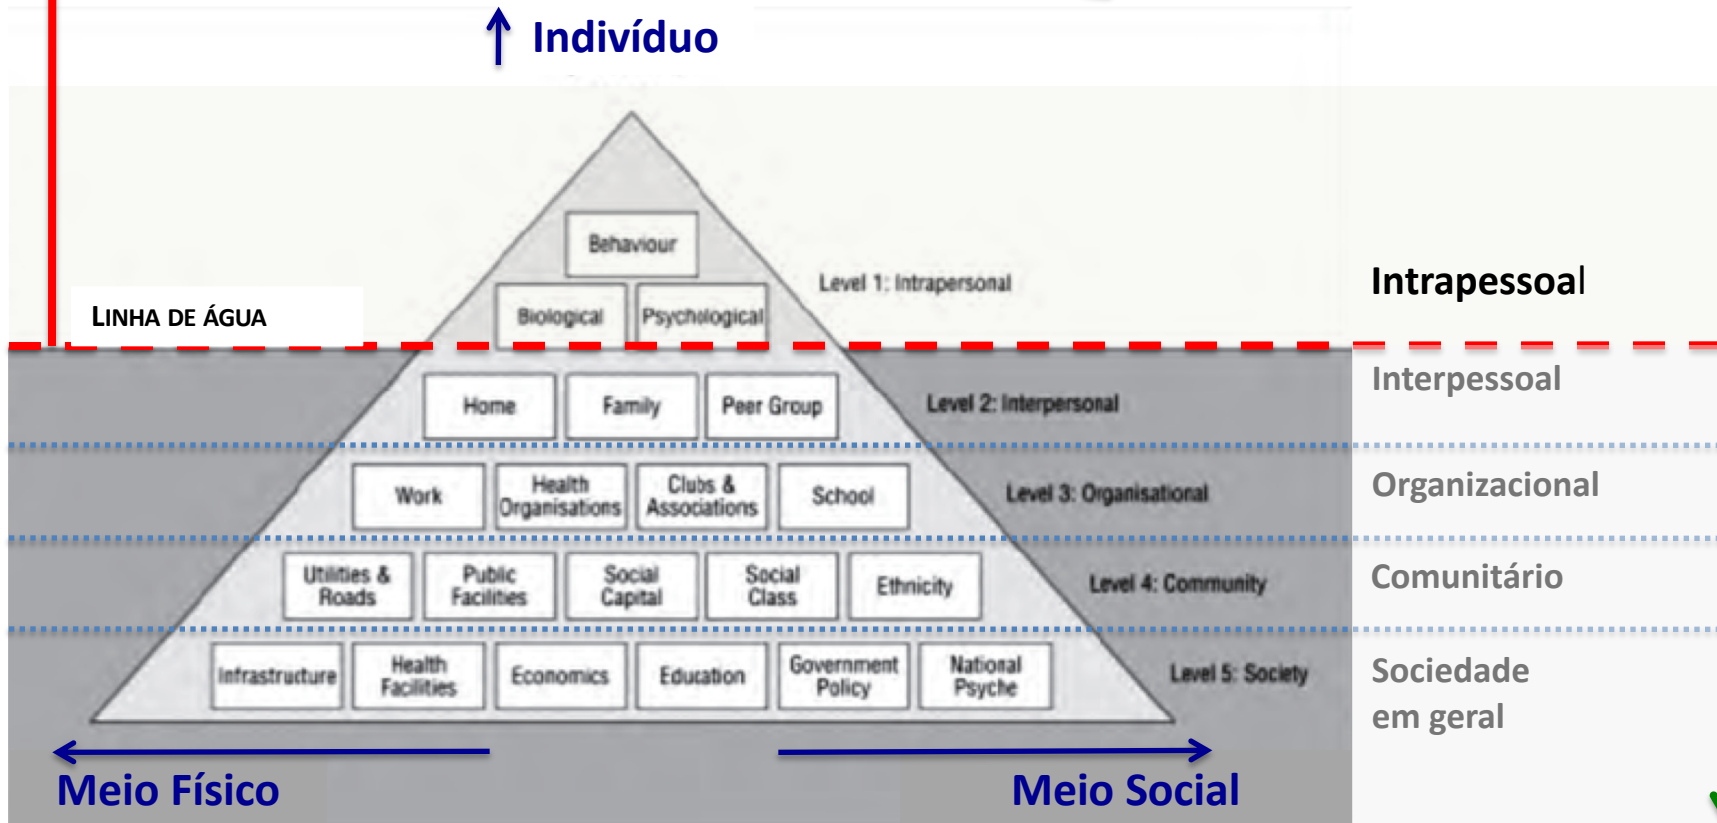 Indivíduo
Behaviour
Level 1: Intrapersonal
Intrapessoal
LINHA DE ÁGUA
Biological
Psychological
Interpessoal
Home
Family
Peer Group
Level 2: Interpersonal
Work
Health
Organisations
Clubs &
Associations
School
Level 3: Organisational
Organizacional
Utilities &
Roads
Public
Facilities
Social
Capital
Social
Class
Ethnicity
Level 4: Community
Comunitário
Infrastructure
Health
Facilities
Economics
Education
Government
Policy
National
Psyche
Level 5: Society
Sociedade
em geral
Meio Físico
Meio Social